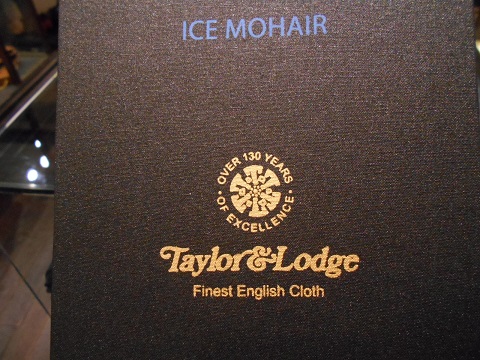 ICE MOHAIR
OVER 130 YEARS
• OF EXCELLENCE •
Taylor&Lodge
Finest English Cloth